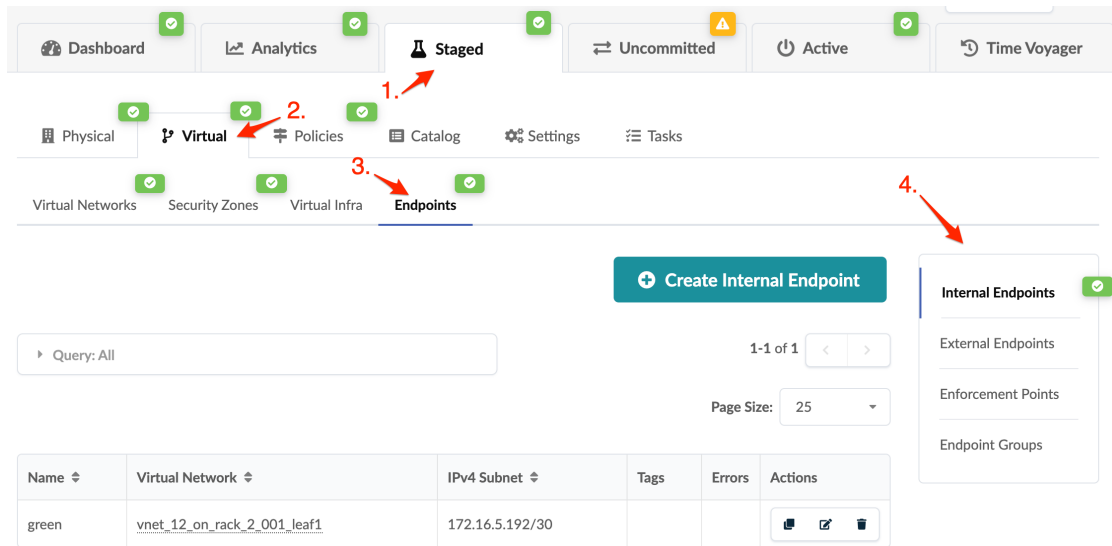 Dashboard Analytics Staged Uncommitted Active Time Voyager
1.
2.
Physical Virtual Policies Catalog Settings Tasks
3.
4.
Virtual Networks Security Zones Virtual Infra Endpoints
Create Internal Endpoint
Internal Endpoints
External Endpoints
Enforcement Points
Endpoint Groups
Query: All
1-1 of 1
Page Size: 25
Name Virtual Network IPv4 Subnet Tags Errors Actions
green vnet_12_on_rack_2_001_leaf1 172.16.5.192/30